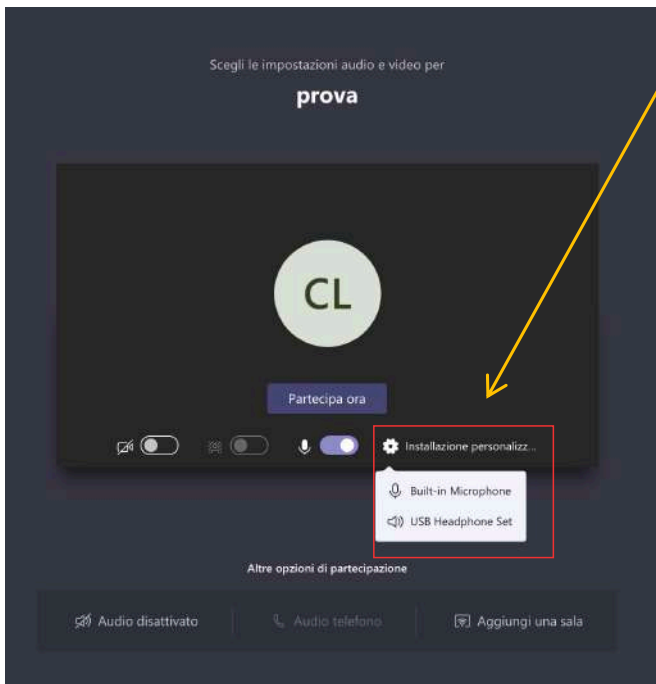 Scegli le impostazioni audio e video per
prova
CL
Partecipa ora
Installazione personalizz...
Built-in Microphone
USB Headphone Set
Altre opzioni di partecipazione
Audio disattivato
Audio telefono
Aggiungi una sala